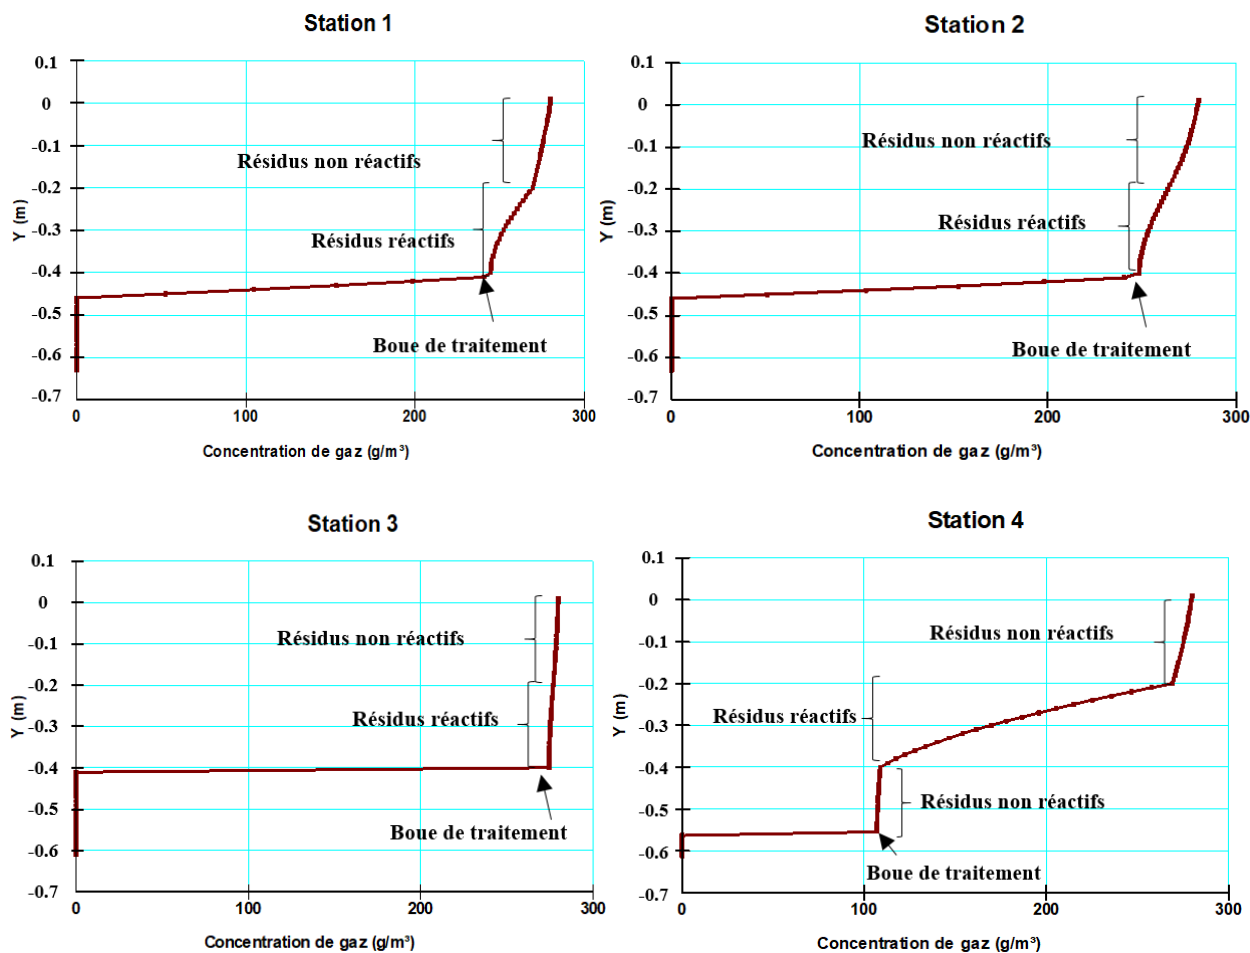 Station 1
0.1
0
-0.1
-0.2
-0.3
-0.4
-0.5
-0.6
-0.7
Y (m)
Résidus non réactifs
Résidus réactifs
Boue de traitement
0 100 200 300
Concentration de gaz (g/m³)
Station 2
0.1
0
-0.1
-0.2
-0.3
-0.4
-0.5
-0.6
-0.7
Y (m)
Résidus non réactifs
Résidus réactifs
Boue de traitement
0 100 200 300
Concentration de gaz (g/m³)
Station 3
0.1
0
-0.1
-0.2
-0.3
-0.4
-0.5
-0.6
-0.7
Y (m)
Résidus non réactifs
Résidus réactifs
Boue de traitement
0 100 200 300
Concentration de gaz (g/m³)
Station 4
0.1
0
-0.1
-0.2
-0.3
-0.4
-0.5
-0.6
-0.7
Y (m)
Résidus non réactifs
Résidus réactifs
Résidus non réactifs
Boue de traitement
0 100 200 300
Concentration de gaz (g/m³)